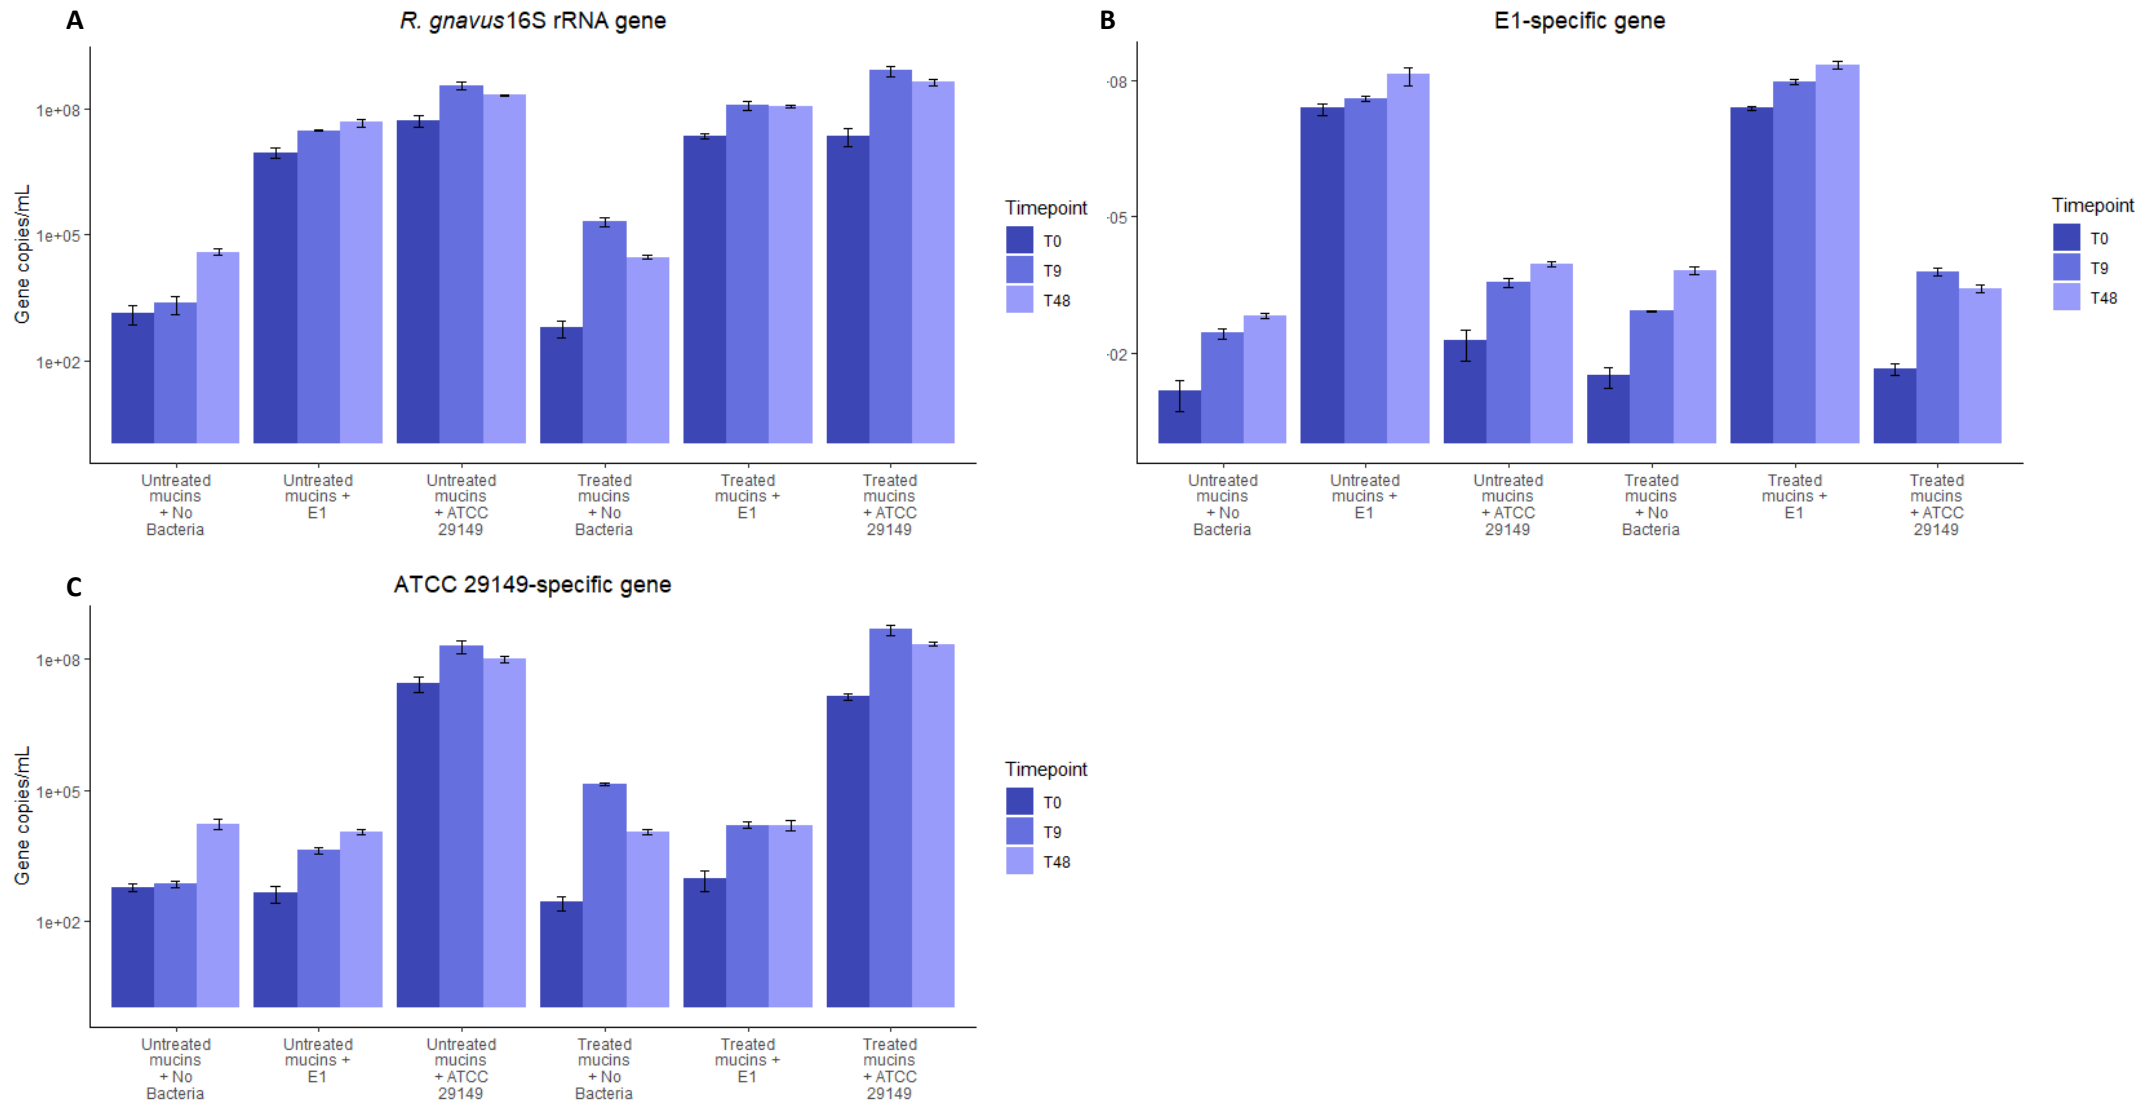 A
R. gnavus16S rRNA gene
Gene copies/mL
1e+08
1e+05
1e+02
Untreated
mucins
+ No
Bacteria
Untreated
mucins +
E1
Untreated
mucins
+ ATCC
29149
Treated
mucins
+ No
Bacteria
Treated
mucins +
E1
Treated
mucins
+ ATCC
29149
Timepoint
T0
T9
T48
B
E1-specific gene
08
05
02
Untreated
mucins
+ No
Bacteria
Untreated
mucins +
E1
Untreated
mucins
+ ATCC
29149
Treated
mucins
+ No
Bacteria
Treated
mucins +
E1
Treated
mucins
+ ATCC
29149
Timepoint
T0
T9
T48
C
ATCC 29149-specific gene
Gene copies/mL
1e+08
1e+05
1e+02
Untreated
mucins
+ No
Bacteria
Untreated
mucins +
E1
Untreated
mucins
+ ATCC
29149
Treated
mucins
+ No
Bacteria
Treated
mucins +
E1
Treated
mucins
+ ATCC
29149
Timepoint
T0
T9
T48